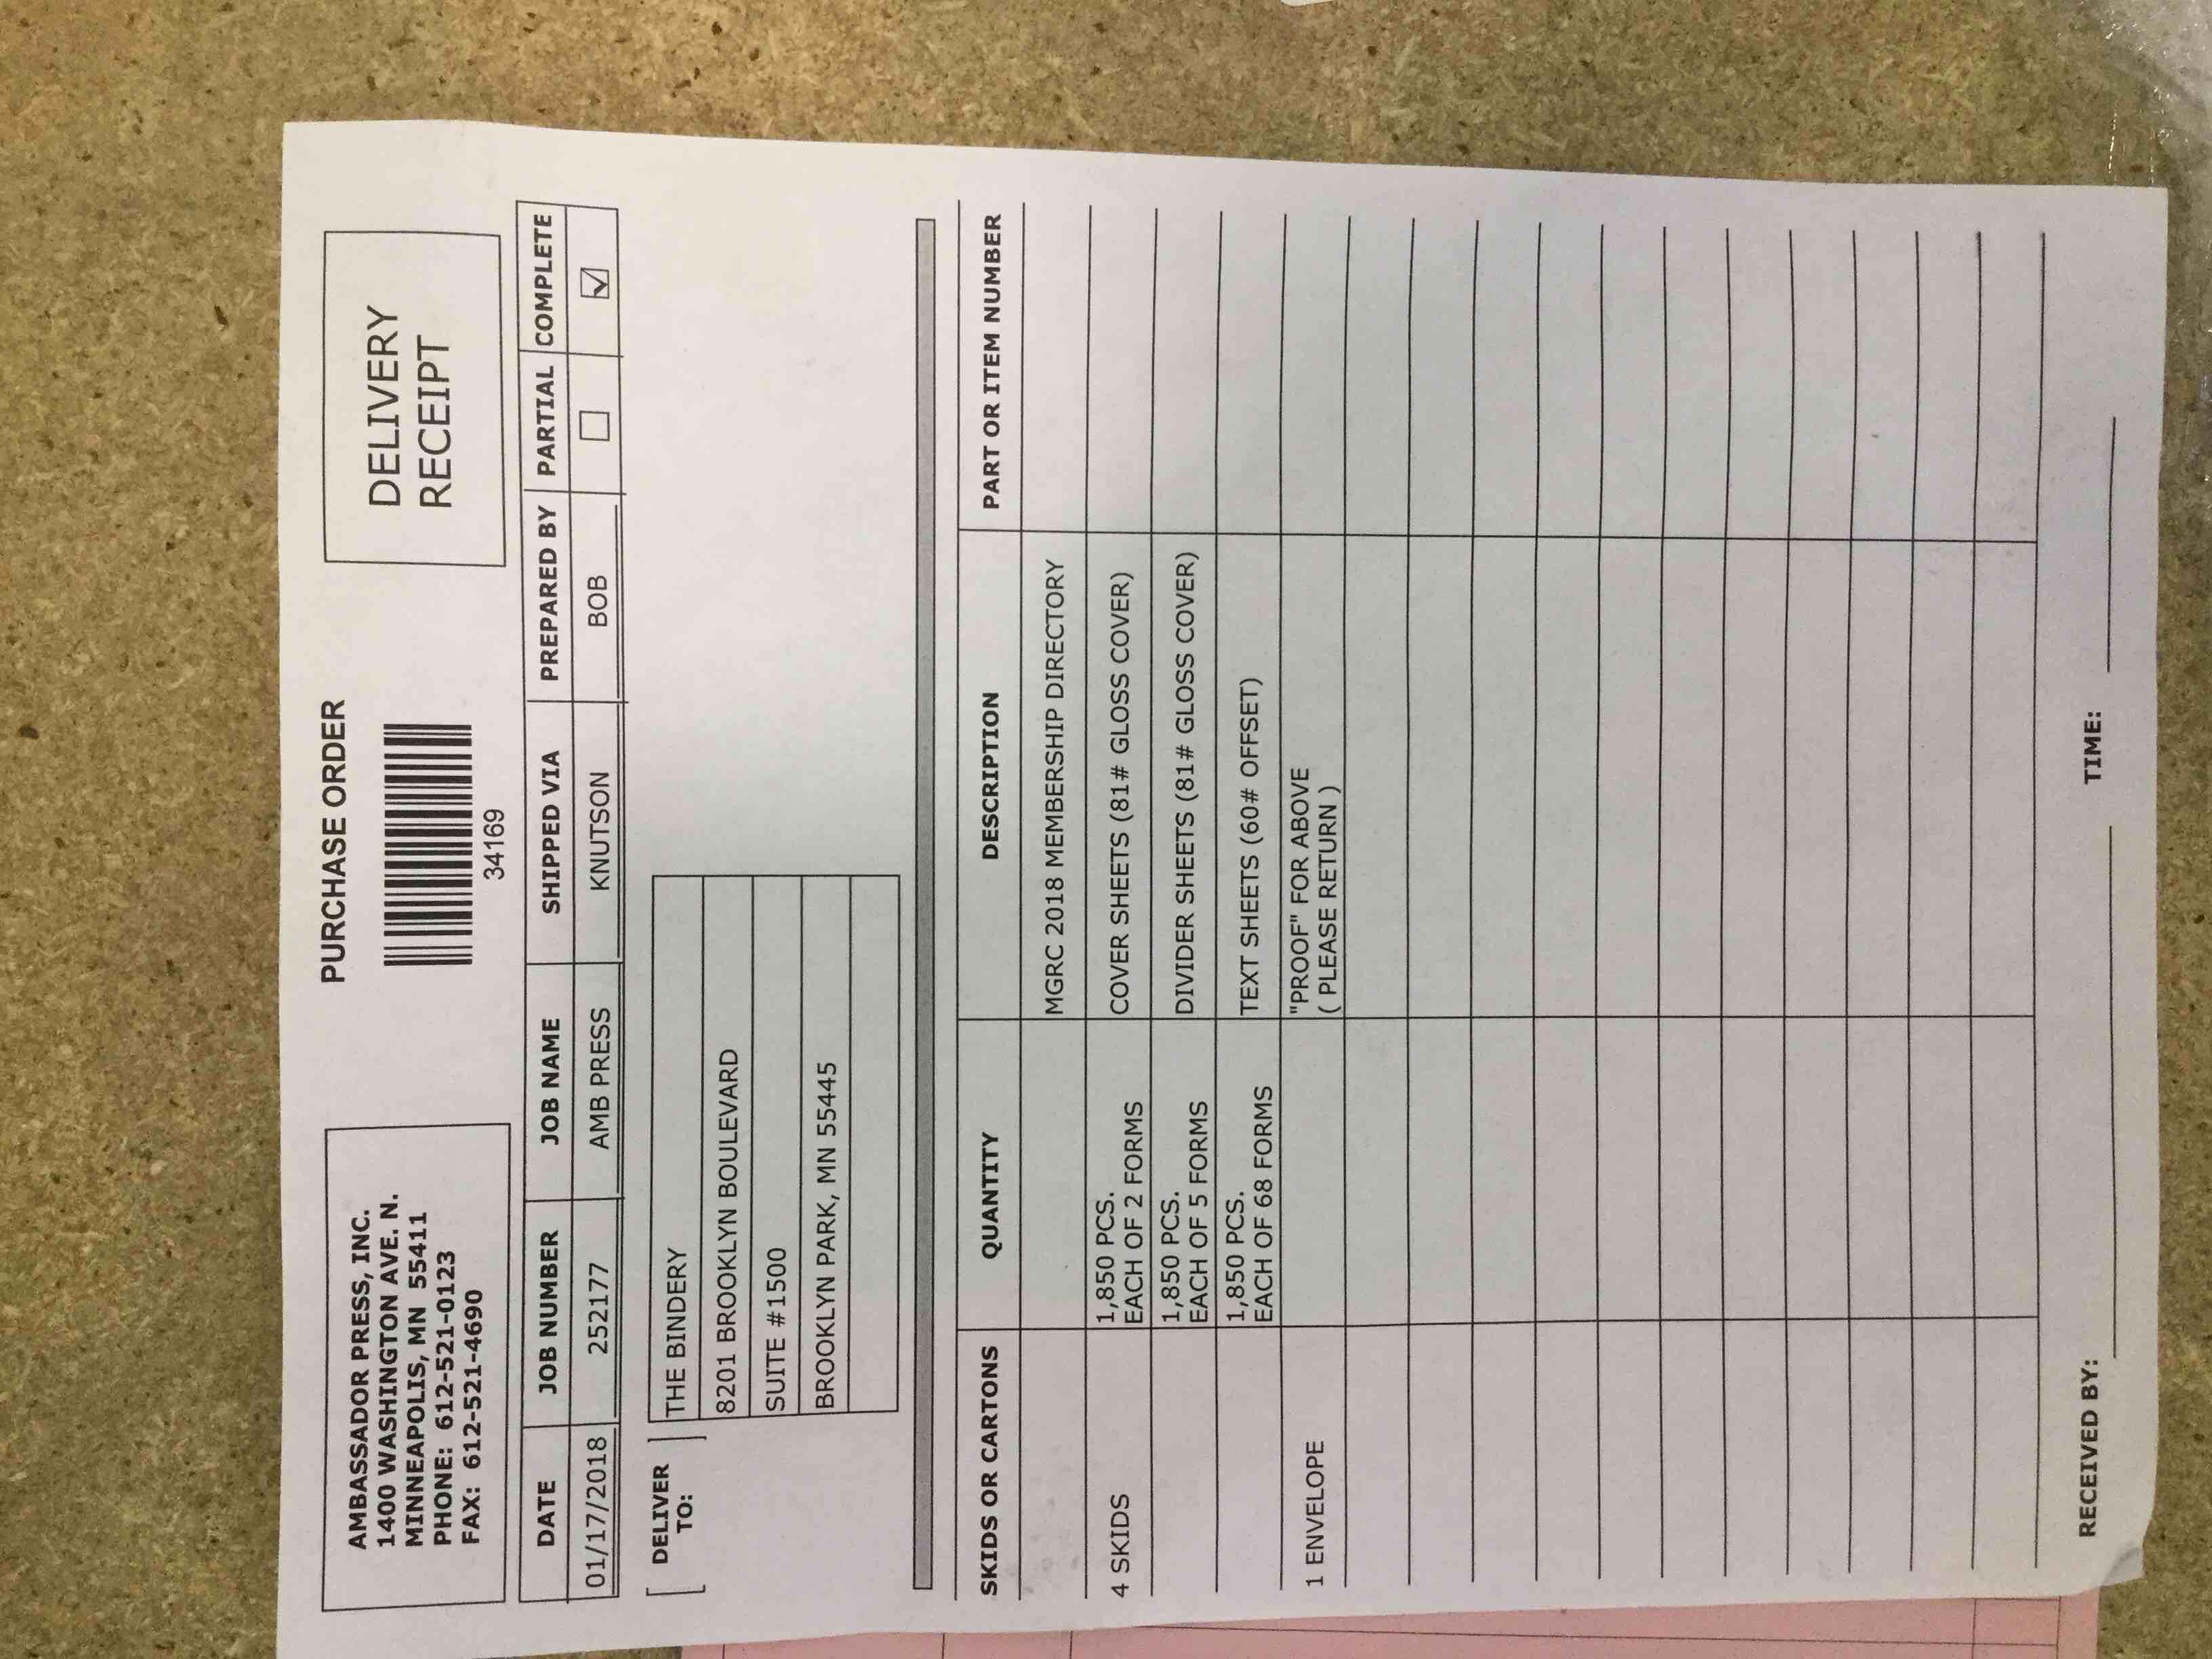 AMBASSADOR PRESS, INC.
1400 WASHINGTON AVE. N.
MINNEAPOLIS, MN 55411
PHONE: 612-521-0123
FAX: 612-521-4690
PURCHASE ORDER
34169
DELIVERY
RECEIPT
DATE JOB NUMBER JOB NAME SHIPPED VIA PREPARED BY PARTIAL COMPLETE
01/17/2018 252177 AMB PRESS KNUTSON BOB
DELIVER
TO:
THE BINDERY
8201 BROOKLYN BOULEVARD
SUITE #1500
BROOKLYN PARK, MN 55445
SKIDS OR CARTONS QUANTITY DESCRIPTION PART OR ITEM NUMBER
MGRC 2018 MEMBERSHIP DIRECTORY
4 SKIDS 1,850 PCS.
EACH OF 2 FORMS COVER SHEETS (81# GLOSS COVER)
1,850 PCS.
EACH OF 5 FORMS DIVIDER SHEETS (81# GLOSS COVER)
1,850 PCS.
EACH OF 68 FORMS TEXT SHEETS (60# OFFSET)
1 ENVELOPE "PROOF" FOR ABOVE
( PLEASE RETURN )
RECEIVED BY: TIME: